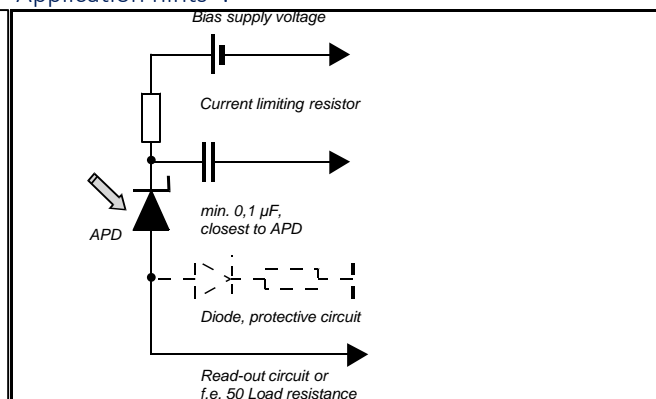 Application hints :
Bias supply voltage
Current limiting resistor
min. 0,1 µF,
closest to APD
APD
Diode, protective circuit
Read-out circuit or
f.e. 50 Load resistance